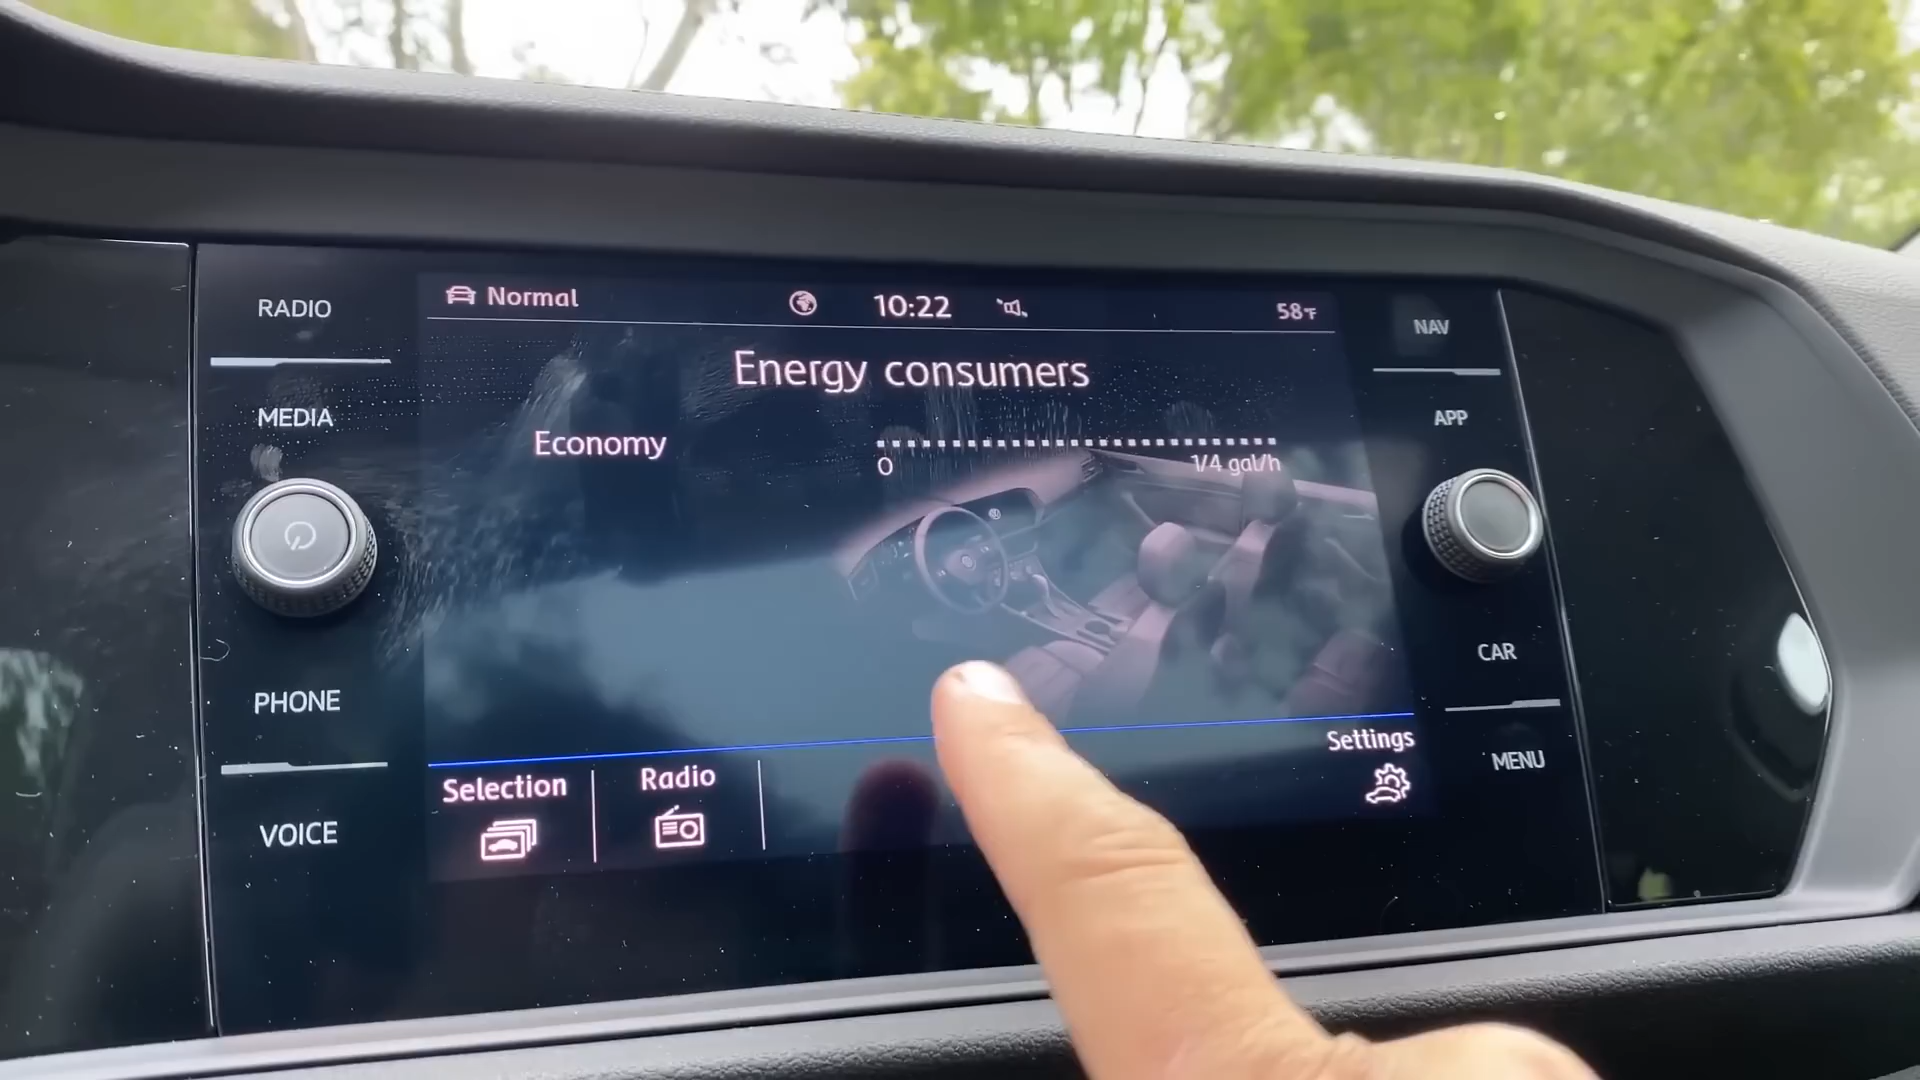 RADIO
MEDIA
PHONE
VOICE
Normal
10:22
58°F
Energy consumers
Economy
0
1/4 gal/h
Selection
Radio
Settings
NAV
APP
CAR
MENU